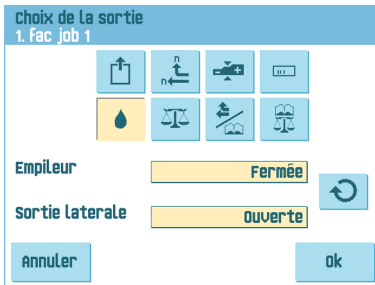 Choix de la sortie
1. Fac job 1
n
n
Empileur
Fermée
Sortie laterale
Ouverte
Annuler
Ok